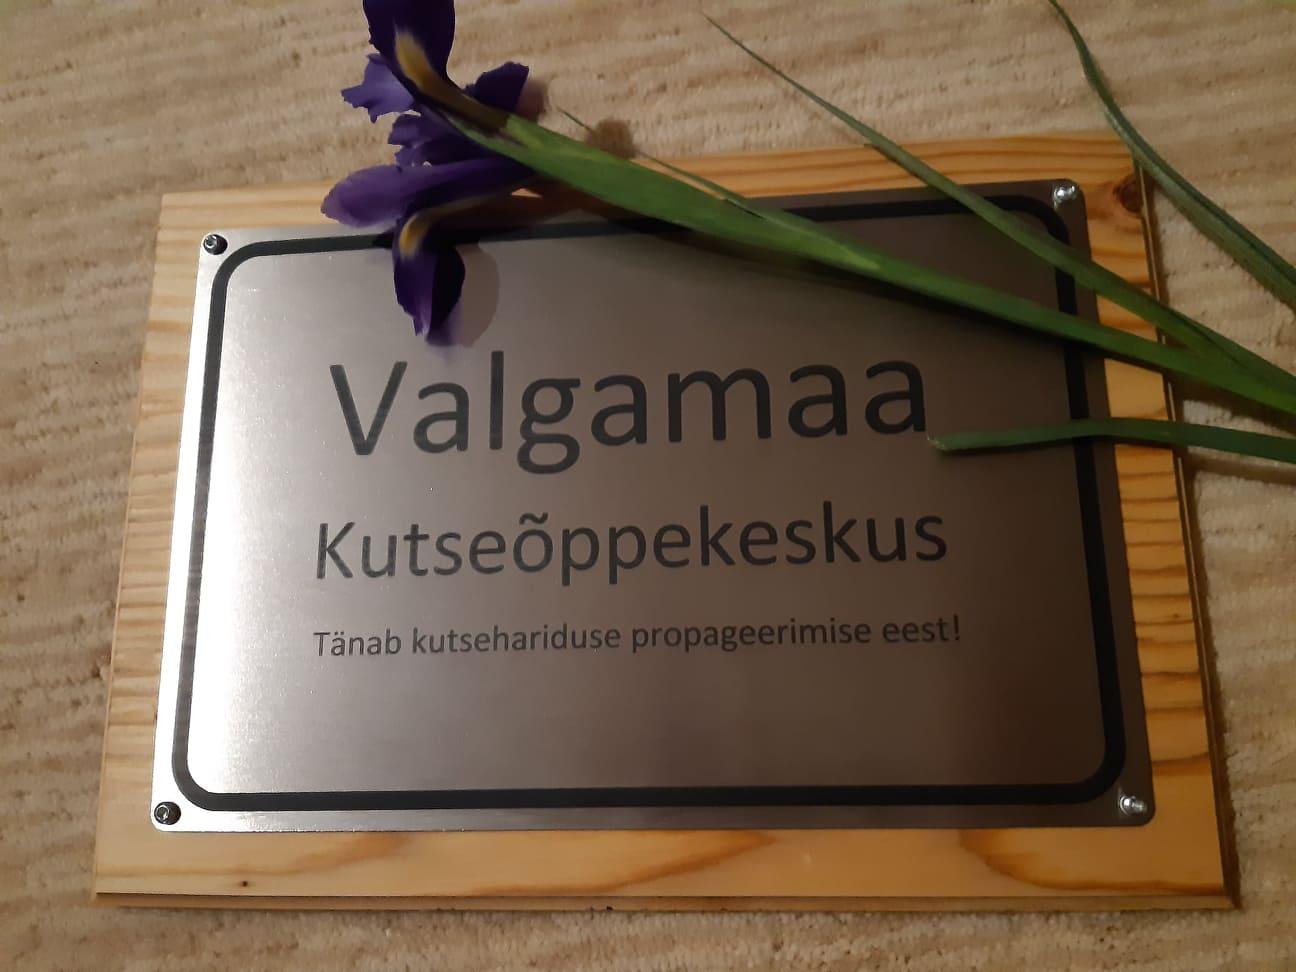 Valgamaa
Kutseõppekeskus
Tänab kutsehariduse propageerimise eest!